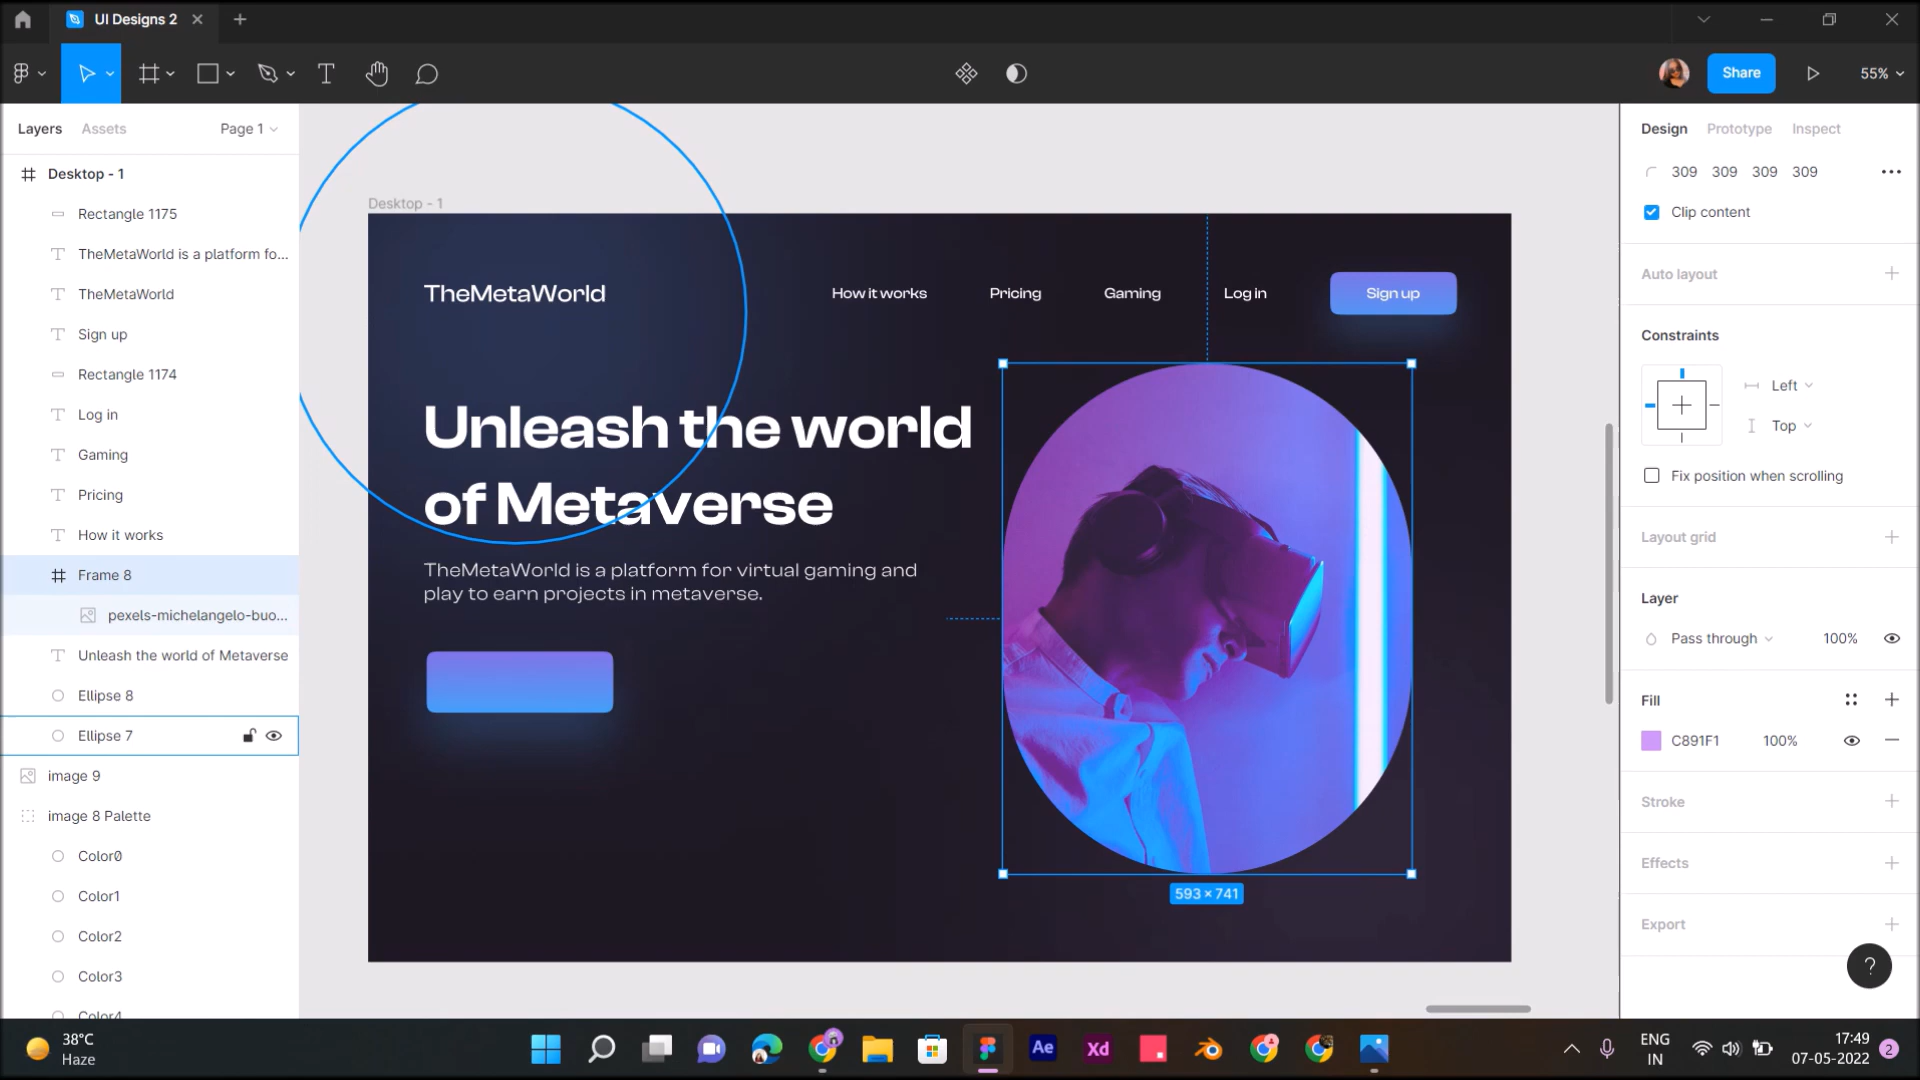 UI Designs 2
Share
55%
Layers
Assets
Page 1
Desktop - 1
Rectangle 1175
TheMetaWorld is a platform fo...
TheMetaWorld
Sign up
Rectangle 1174
Log in
Gaming
Pricing
How it works
Frame 8
pexels-michelangelo-buo...
Unleash the world of Metaverse
Ellipse 8
Ellipse 7
image 9
image 8 Palette
Color0
Color1
Color2
Color3
Color4
Desktop - 1
TheMetaWorld
How it works
Pricing
Gaming
Log in
Sign up
Unleash the world
of Metaverse
TheMetaWorld is a platform for virtual gaming and
play to earn projects in metaverse.
593 × 741
Design
Prototype
Inspect
309 309 309 309
Clip content
Auto layout
Constraints
Left
Top
Fix position when scrolling
Layout grid
Layer
Pass through
100%
Fill
C891F1
100%
Stroke
Effects
Export
?
38°C
Haze
Ae
Xd
ENG
IN
17:49
07-05-2022
2